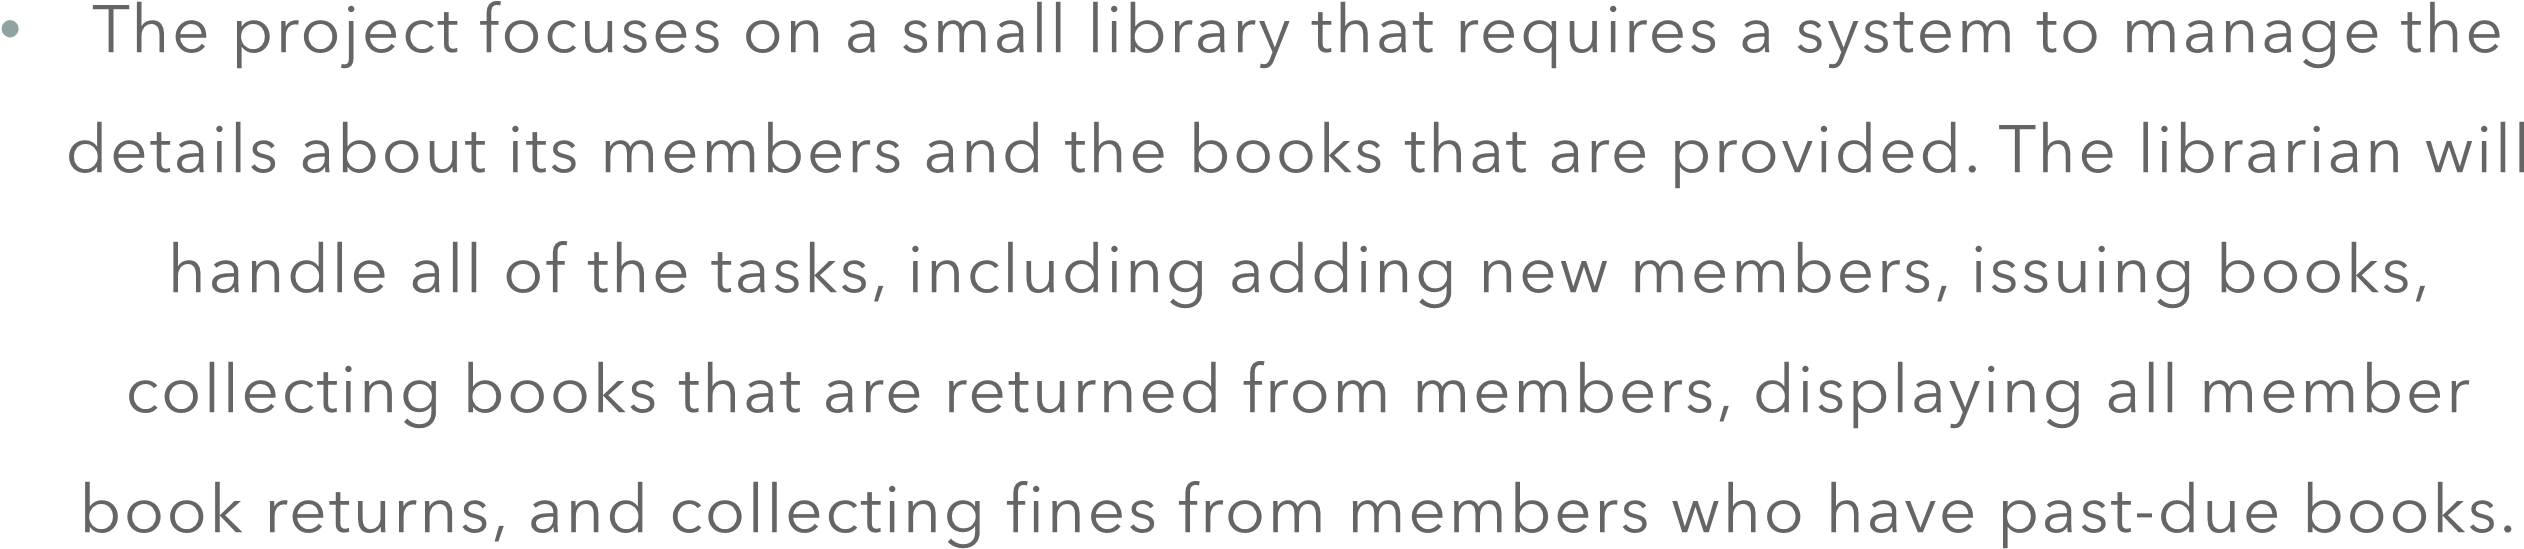 • The project focuses on a small library that requires a system to manage the
details about its members and the books that are provided. The librarian will
handle all of the tasks, including adding new members, issuing books,
collecting books that are returned from members, displaying all member
book returns, and collecting fines from members who have past-due books.